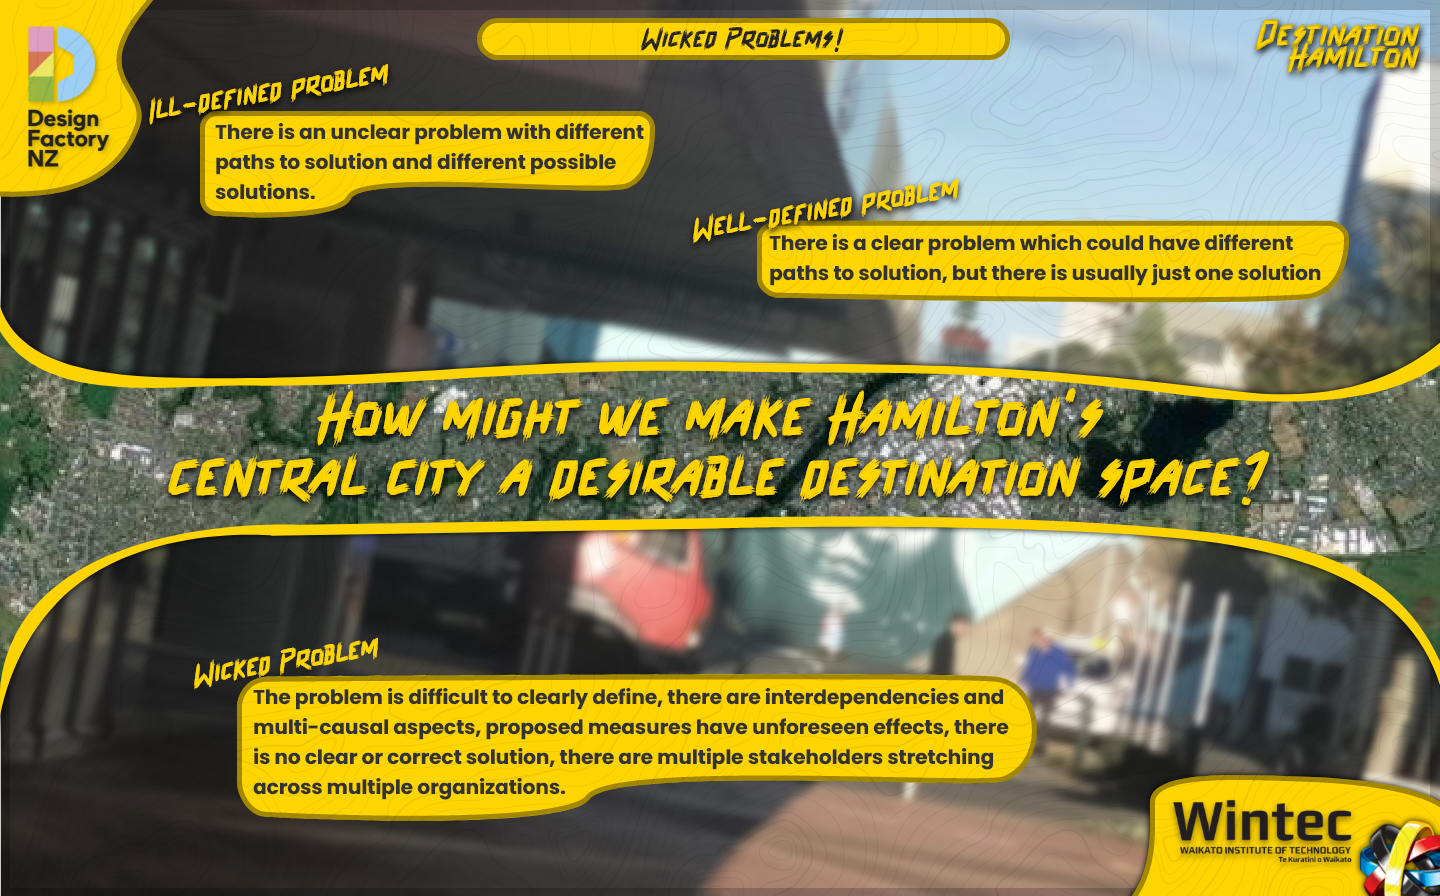 Wicked Problems!
Destination
Hamilton
Design
Factory
NZ
Ill-defined problem
There is an unclear problem with different
paths to solution and different possible
solutions.
Well-defined problem
There is a clear problem which could have different
paths to solution, but there is usually just one solution
How might we make Hamilton's
central city a desirable destination space?
Wicked Problem
The problem is difficult to clearly define, there are interdependencies and
multi-causal aspects, proposed measures have unforeseen effects, there
is no clear or correct solution, there are multiple stakeholders stretching
across multiple organizations.
Wintec
WAIKATO INSTITUTE OF TECHNOLOGY
Te Kuratini o Waikato